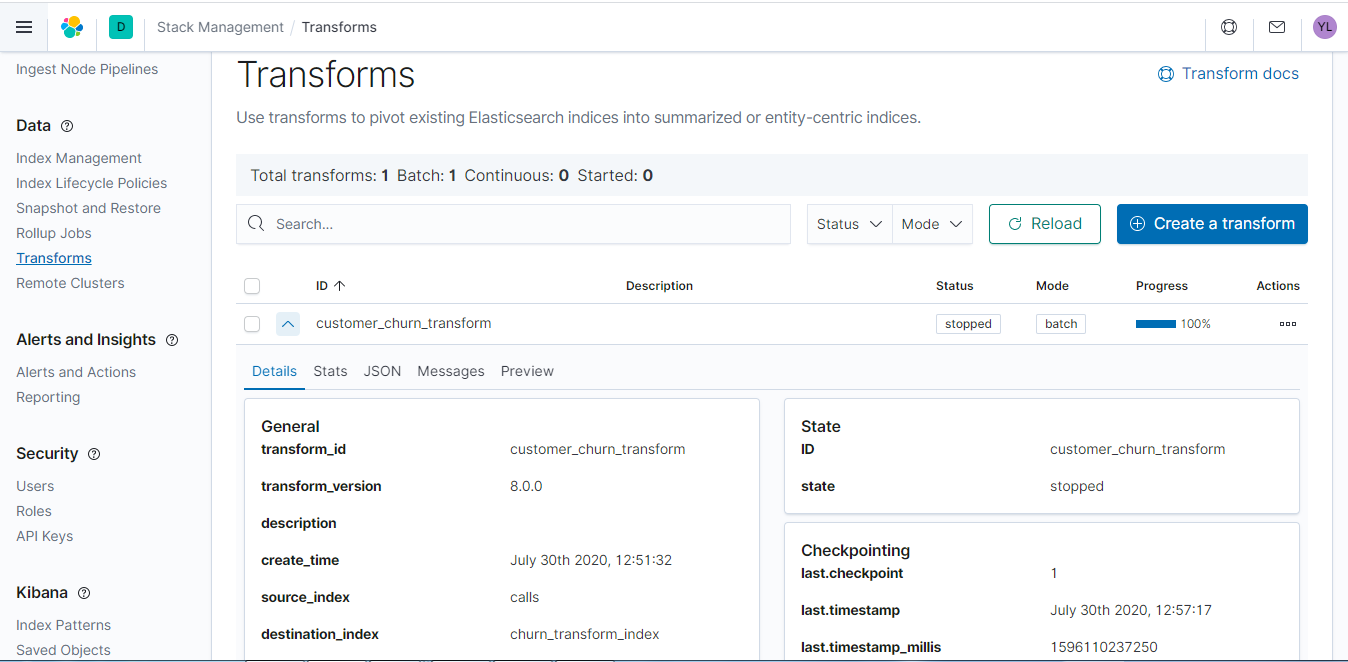 D Stack Management / Transforms YL
Ingest Node Pipelines
Data
Index Management
Index Lifecycle Policies
Snapshot and Restore
Rollup Jobs
Transforms
Remote Clusters
Alerts and Insights
Alerts and Actions
Reporting
Security
Users
Roles
API Keys
Kibana
Index Patterns
Saved Objects
Transforms
Transform docs
Use transforms to pivot existing Elasticsearch indices into summarized or entity-centric indices.
Total transforms: 1 Batch: 1 Continuous: 0 Started: 0
Search... Status Mode Reload Create a transform
ID Description Status Mode Progress Actions
customer_churn_transform stopped batch 100%
Details Stats JSON Messages Preview
General
transform_id customer_churn_transform
transform_version 8.0.0
description
create_time July 30th 2020, 12:51:32
source_index calls
destination_index churn_transform_index
State
ID customer_churn_transform
state stopped
Checkpointing
last.checkpoint 1
last.timestamp July 30th 2020, 12:57:17
last.timestamp_millis 1596110237250